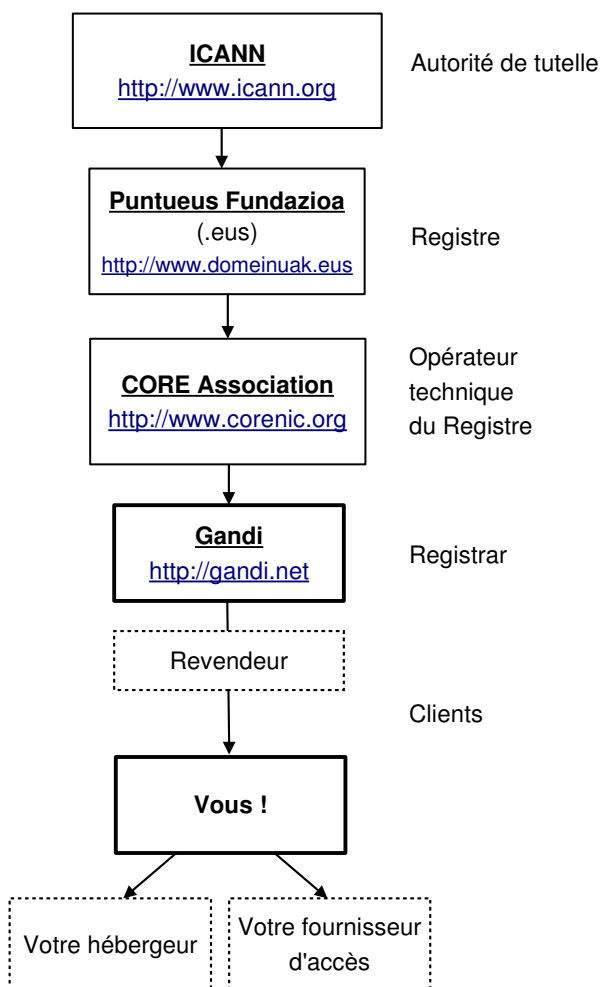 ICANN
http://www.icann.org
Autorité de tutelle
Puntueus Fundazioa
(.eus)
http://www.domeinuak.eus
Registre
CORE Association
http://www.corenic.org
Opérateur
technique
du Registre
Gandi
http://gandi.net
Registrar
Revendeur
Clients
Vous !
Votre hébergeur
Votre fournisseur
d'accès